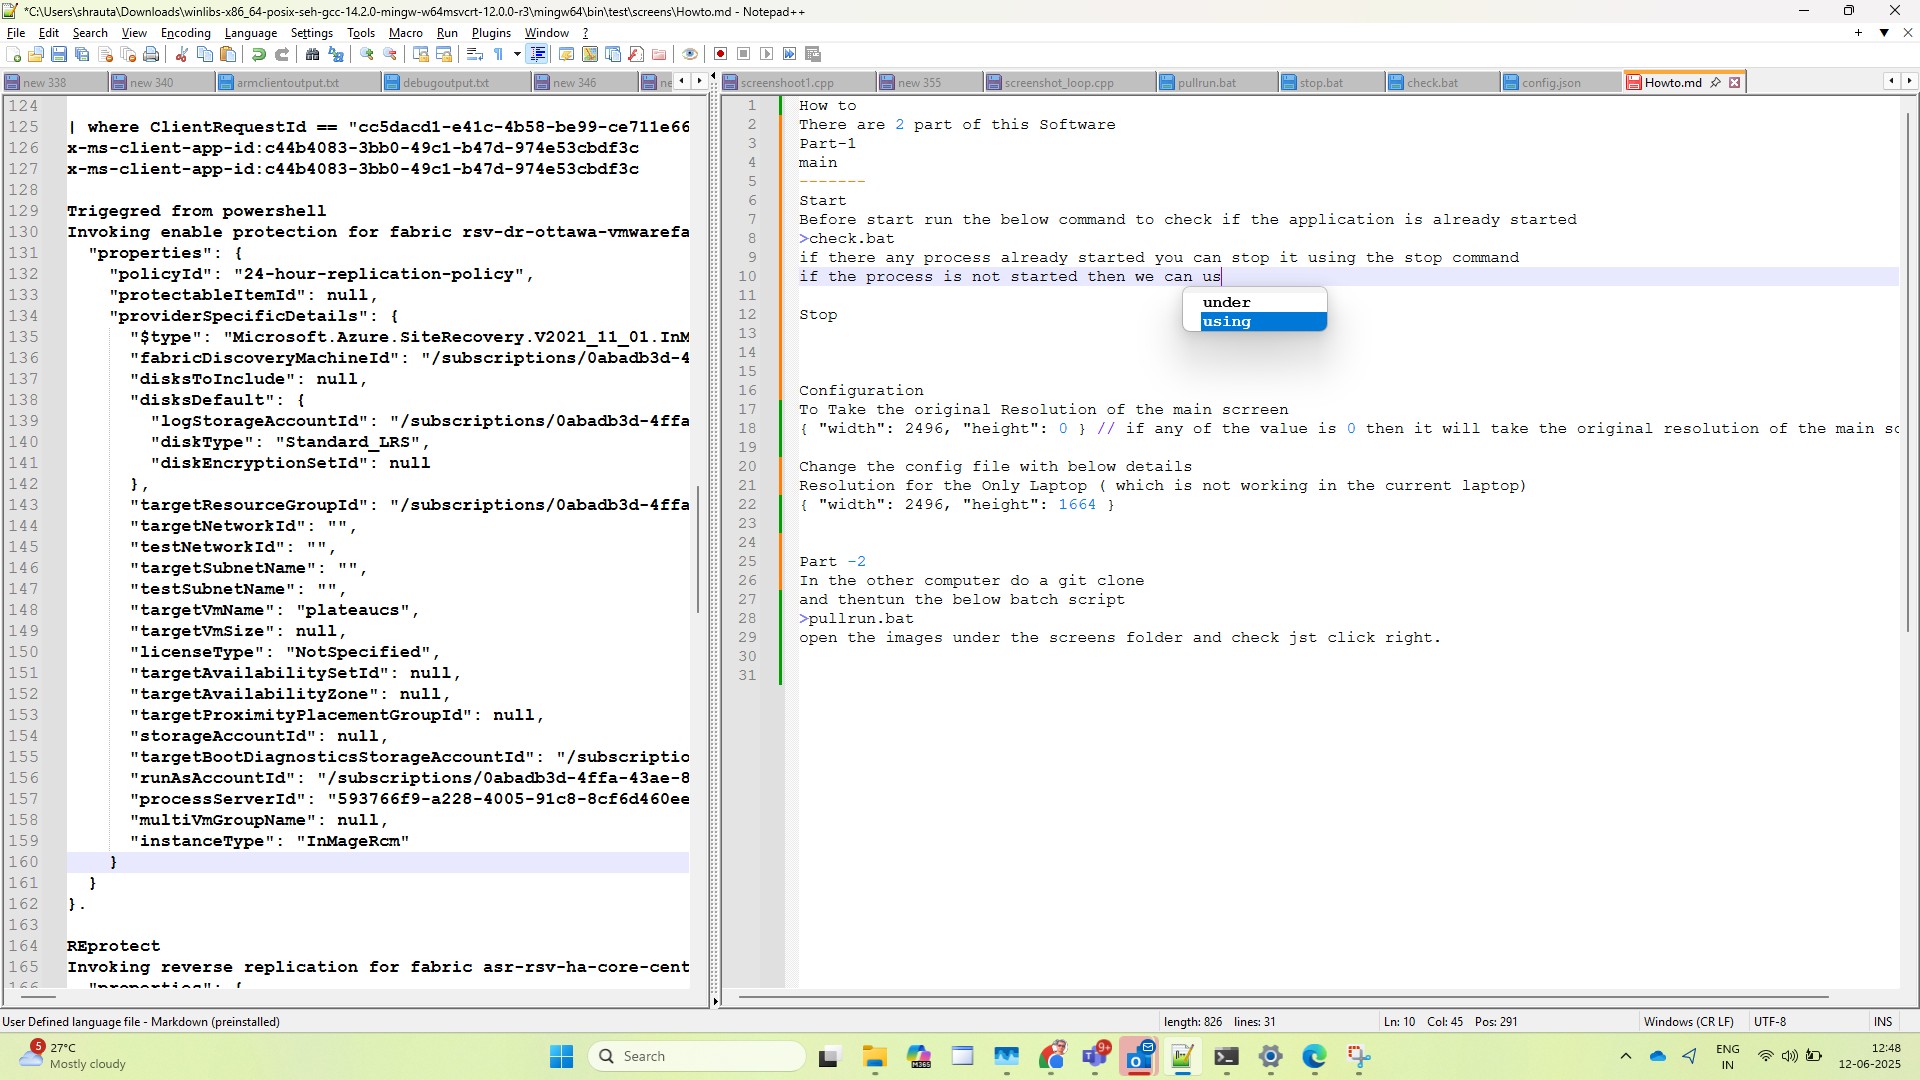 *C:\Users\shrauta\Downloads\winlibs-x86_64-posix-seh-gcc-14.2.0-mingw-w64msvcrt-12.0.0-r3\mingw64\bin\test\screens\Howto.md - Notepad++
File Edit Search View Encoding Language Settings Tools Macro Run Plugins Window ?
new 338 new 340 armclientoutput.txt debugoutput.txt new 346 ne
124
125 | where ClientRequestId == "cc5dacd1-e41c-4b58-be99-ce711e66
126 x-ms-client-app-id:c44b4083-3bb0-49c1-b47d-974e53cbdf3c
127 x-ms-client-app-id:c44b4083-3bb0-49c1-b47d-974e53cbdf3c
128
129 Trigegred from powershell
130 Invoking enable protection for fabric rsv-dr-ottawa-vmwarefa
131 "properties": {
132 "policyId": "24-hour-replication-policy",
133 "protectableItemId": null,
134 "providerSpecificDetails": {
135 "$type": "Microsoft.Azure.SiteRecovery.V2021_11_01.InM
136 "fabricDiscoveryMachineId": "/subscriptions/0abadb3d-4
137 "disksToInclude": null,
138 "disksDefault": {
139 "logStorageAccountId": "/subscriptions/0abadb3d-4ffa
140 "diskType": "Standard_LRS",
141 "diskEncryptionSetId": null
142 },
143 "targetResourceGroupId": "/subscriptions/0abadb3d-4ffa
144 "targetNetworkId": "",
145 "testNetworkId": "",
146 "targetSubnetName": "",
147 "testSubnetName": "",
148 "targetVmName": "plateaucs",
149 "targetVmSize": null,
150 "licenseType": "NotSpecified",
151 "targetAvailabilitySetId": null,
152 "targetAvailabilityZone": null,
153 "targetProximityPlacementGroupId": null,
154 "storageAccountId": null,
155 "targetBootDiagnosticsStorageAccountId": "/subscriptio
156 "runAsAccountId": "/subscriptions/0abadb3d-4ffa-43ae-8
157 "processServerId": "593766f9-a228-4005-91c8-8cf6d460ee
158 "multiVmGroupName": null,
159 "instanceType": "InMageRcm"
160 }
161 }
162 }.
163
164 REprotect
165 Invoking reverse replication for fabric asr-rsv-ha-core-cent
166 "properties": {
screenshoot1.cpp new 355 screenshot_loop.cpp pullrun.bat stop.bat check.bat config.json Howto.md
1 How to
2 There are 2 part of this Software
3 Part-1
4 main
5 -------
6 Start
7 Before start run the below command to check if the application is already started
8 >check.bat
9 if there any process already started you can stop it using the stop command
10 if the process is not started then we can us
under
using
11
12 Stop
13
14
15
16 Configuration
17 To Take the original Resolution of the main scrreen
18 { "width": 2496, "height": 0 } // if any of the value is 0 then it will take the original resolution of the main sc
19
20 Change the config file with below details
21 Resolution for the Only Laptop ( which is not working in the current laptop)
22 { "width": 2496, "height": 1664 }
23
24
25 Part -2
26 In the other computer do a git clone
27 and thentun the below batch script
28 >pullrun.bat
29 open the images under the screens folder and check jst click right.
30
31
User Defined language file - Markdown (preinstalled) length: 826 lines: 31 Ln: 10 Col: 45 Pos: 291 Windows (CR LF) UTF-8 INS
5
27°C
Mostly cloudy
Search
M365
9+
ENG
IN
12:48
12-06-2025